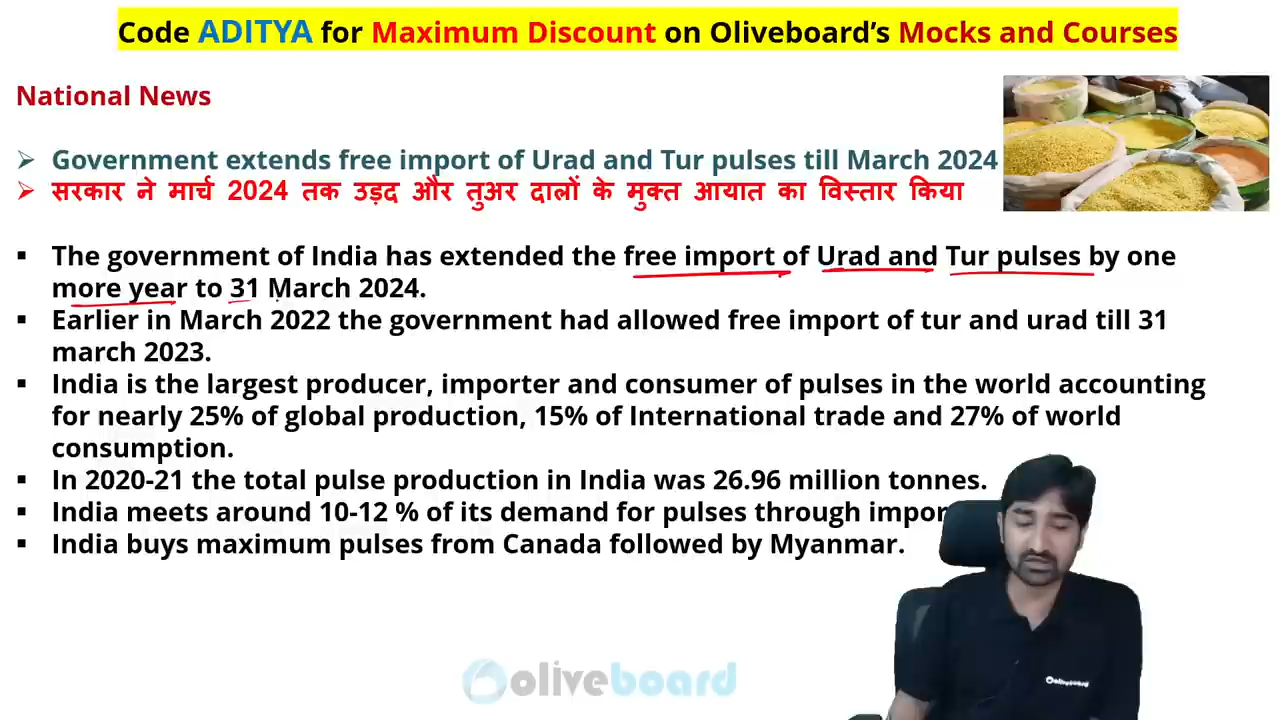 Code ADITYA for Maximum Discount on Oliveboard’s Mocks and Courses
National News
➢ Government extends free import of Urad and Tur pulses till March 2024
➢ सरकार ने मार्च 2024 तक उड़द और तुअर दालों के मुक्त आयात का विस्तार किया
▪ The government of India has extended the free import of Urad and Tur pulses by one
more year to 31 March 2024.
▪ Earlier in March 2022 the government had allowed free import of tur and urad till 31
march 2023.
▪ India is the largest producer, importer and consumer of pulses in the world accounting
for nearly 25% of global production, 15% of International trade and 27% of world
consumption.
▪ In 2020-21 the total pulse production in India was 26.96 million tonnes.
▪ India meets around 10-12 % of its demand for pulses through
▪ India buys maximum pulses from Canada followed by Myanmar.
oliveboard
oliveboard